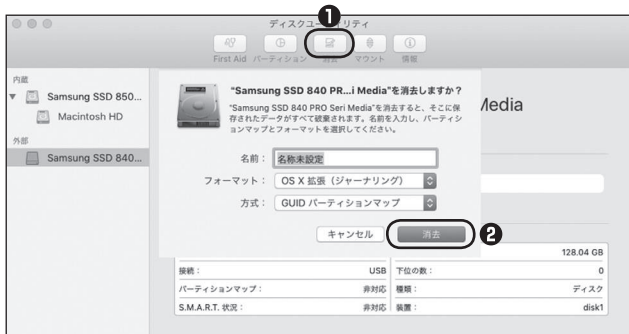 ディスクユーティリティ
❶
First Aid パーティション 消去 マウント 情報
内蔵
Samsung SSD 850...
Macintosh HD
外部
Samsung SSD 840...
"Samsung SSD 840 PR...i Media"を消去しますか？
"Samsung SSD 840 PRO Seri Media"を消去すると、そこに保
存されたデータがすべて破棄されます。名前を入力し、パーティシ
ョンマップとフォーマットを選択してください。
Media
名前： 名称未設定
フォーマット： OS X 拡張（ジャーナリング）
方式： GUID パーティションマップ
キャンセル 消去 ❷
128.04 GB
接続： USB 下位の数： 0
パーティションマップ： 非対応 種類： ディスク
S.M.A.R.T. 状況： 非対応 装置： disk1